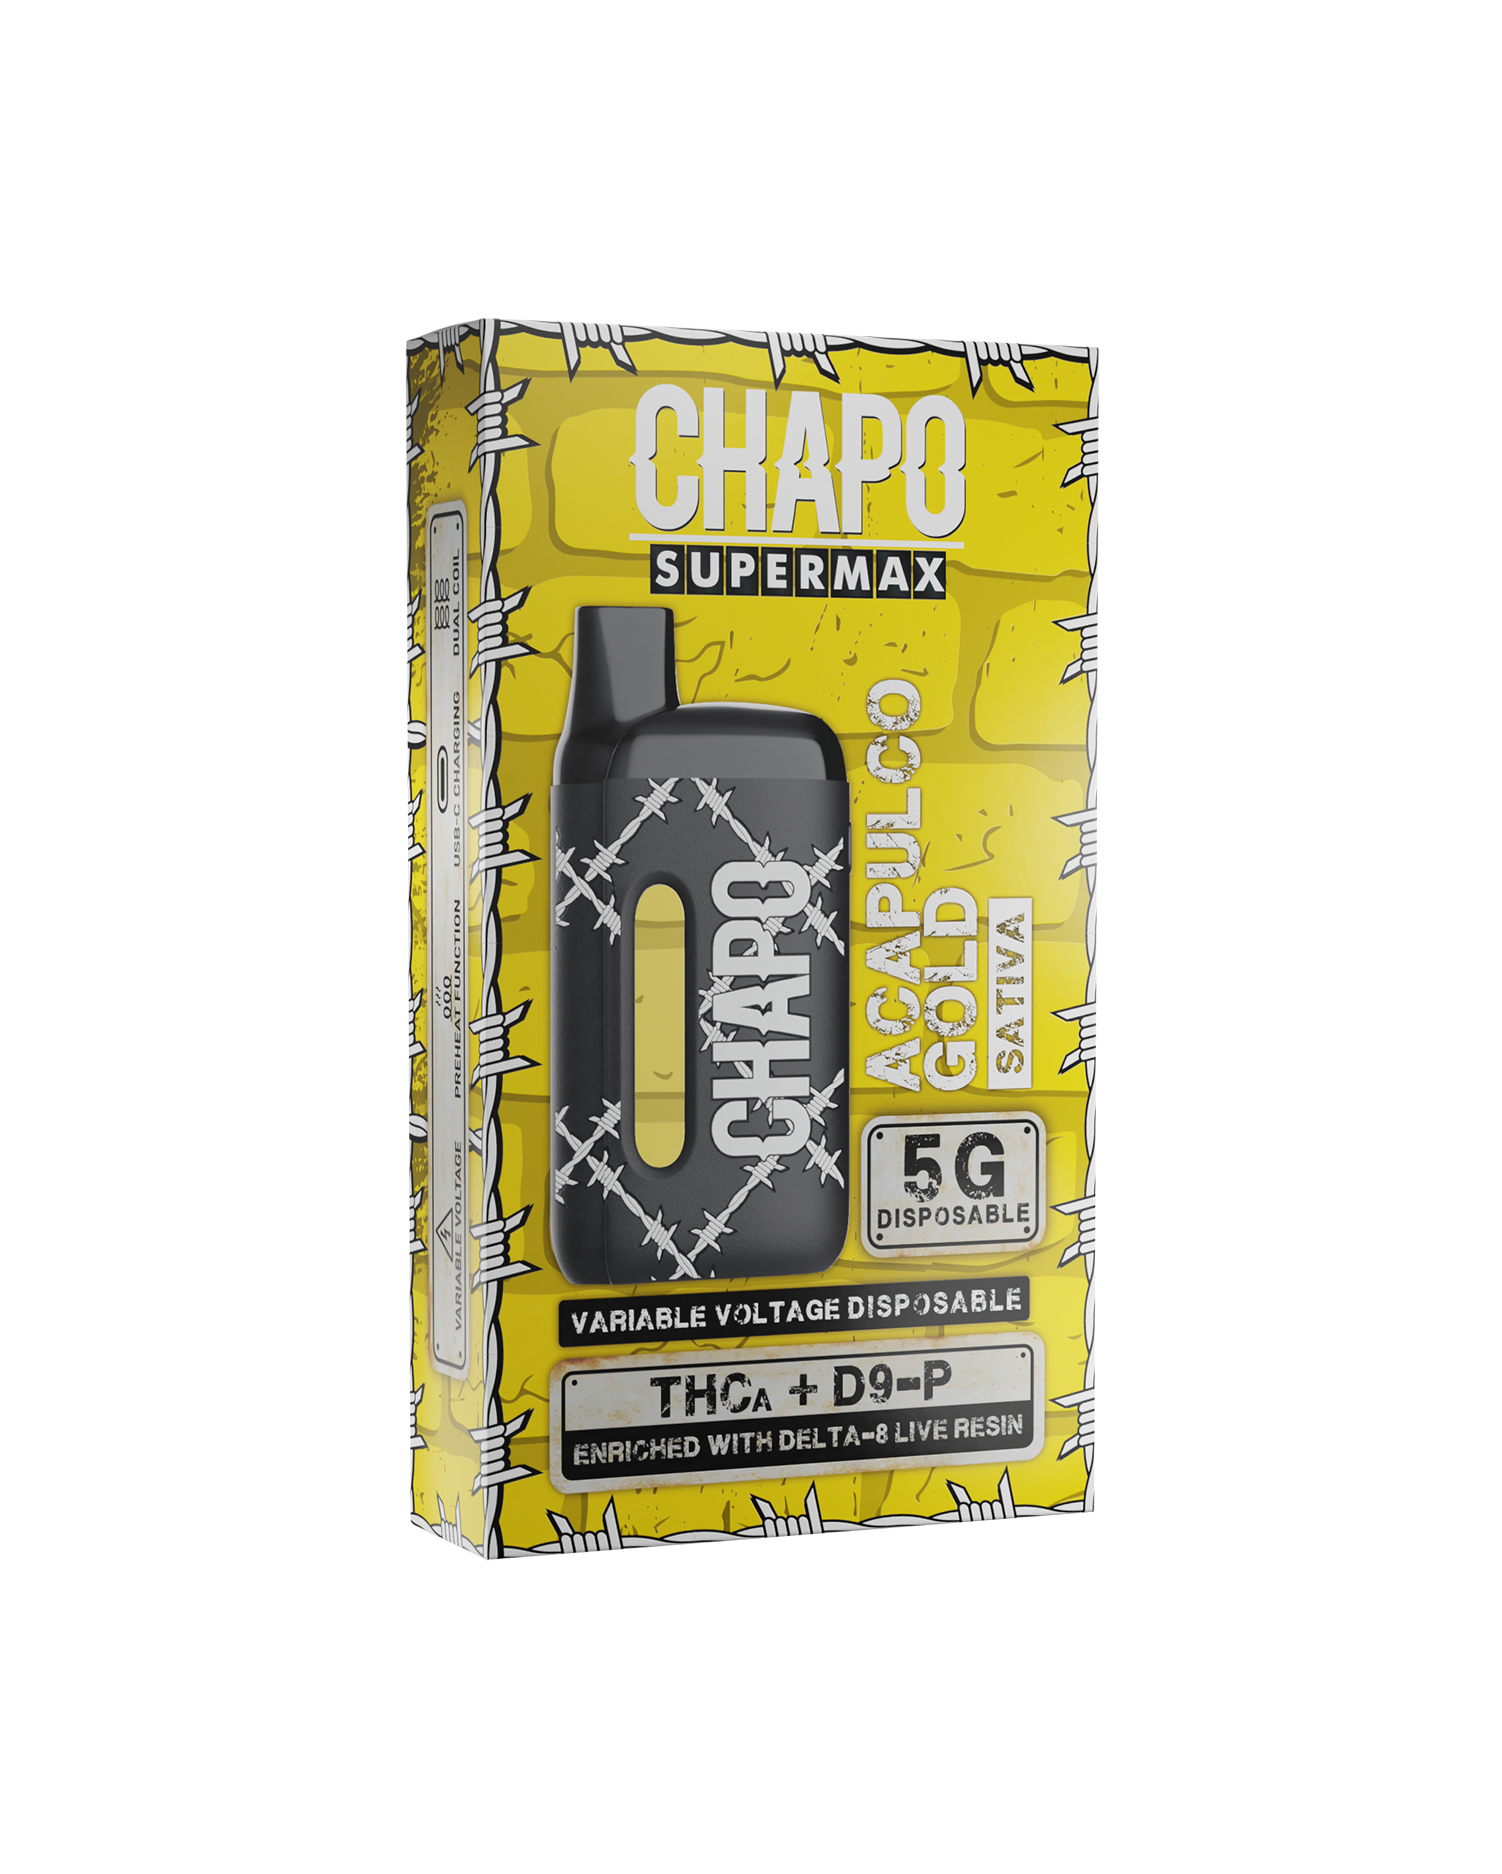 CHAPO
SUPERMAX
CHAPO
ACAPULCO
GOLD
SATIVA
5G
DISPOSABLE
VARIABLE VOLTAGE DISPOSABLE
THCA + D9-P
ENRICHED WITH DELTA-8 LIVE RESIN
VARIABLE VOLTAGE
PREHEAT FUNCTION
USB-C CHARGING
DUAL COIL